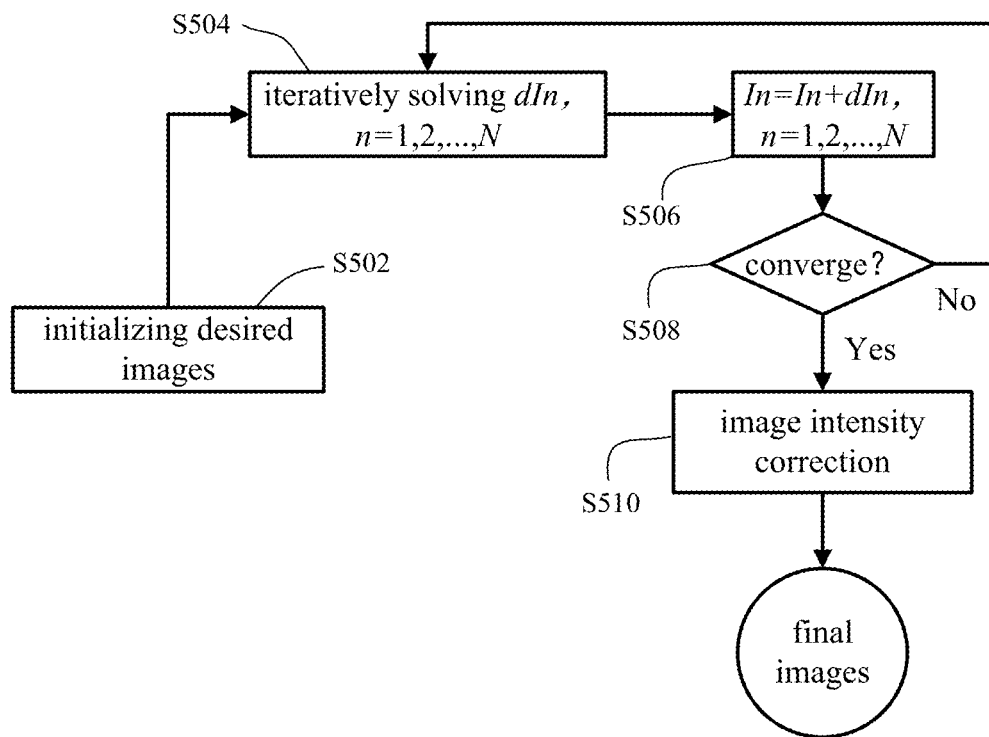 S504
iteratively solving dIn,
n=1,2,...,N
In=In+dIn,
n=1,2,...,N
S506
S502
converge?
No
initializing desired
images
S508
Yes
image intensity
correction
S510
final
images